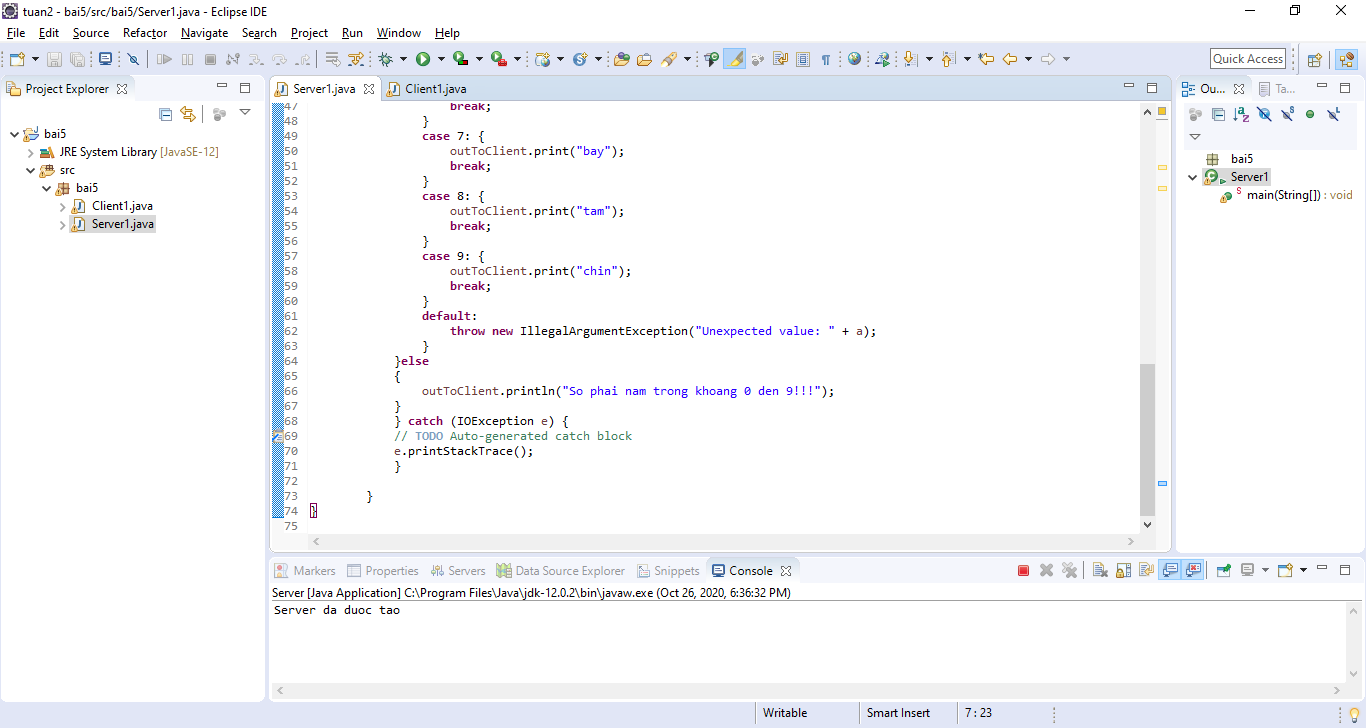 tuan2 - bai5/src/bai5/Server1.java - Eclipse IDE
File Edit Source Refactor Navigate Search Project Run Window Help
Quick Access
Project Explorer
bai5
JRE System Library [JavaSE-12]
src
bai5
Client1.java
Server1.java
Server1.java Client1.java
47 break;
48 }
49 case 7: {
50 outToClient.print("bay");
51 break;
52 }
53 case 8: {
54 outToClient.print("tam");
55 break;
56 }
57 case 9: {
58 outToClient.print("chin");
59 break;
60 }
61 default:
62 throw new IllegalArgumentException("Unexpected value: " + a);
63 }
64 }else
65 {
66 outToClient.println("So phai nam trong khoang 0 den 9!!!");
67 }
68 } catch (IOException e) {
69 // TODO Auto-generated catch block
70 e.printStackTrace();
71 }
72
73 }
74 }
75
Ou... Ta...
bai5
Server1
main(String[]) : void
Markers Properties Servers Data Source Explorer Snippets Console
Server [Java Application] C:\Program Files\Java\jdk-12.0.2\bin\javaw.exe (Oct 26, 2020, 6:36:32 PM)
Server da duoc tao
Writable Smart Insert 7 : 23